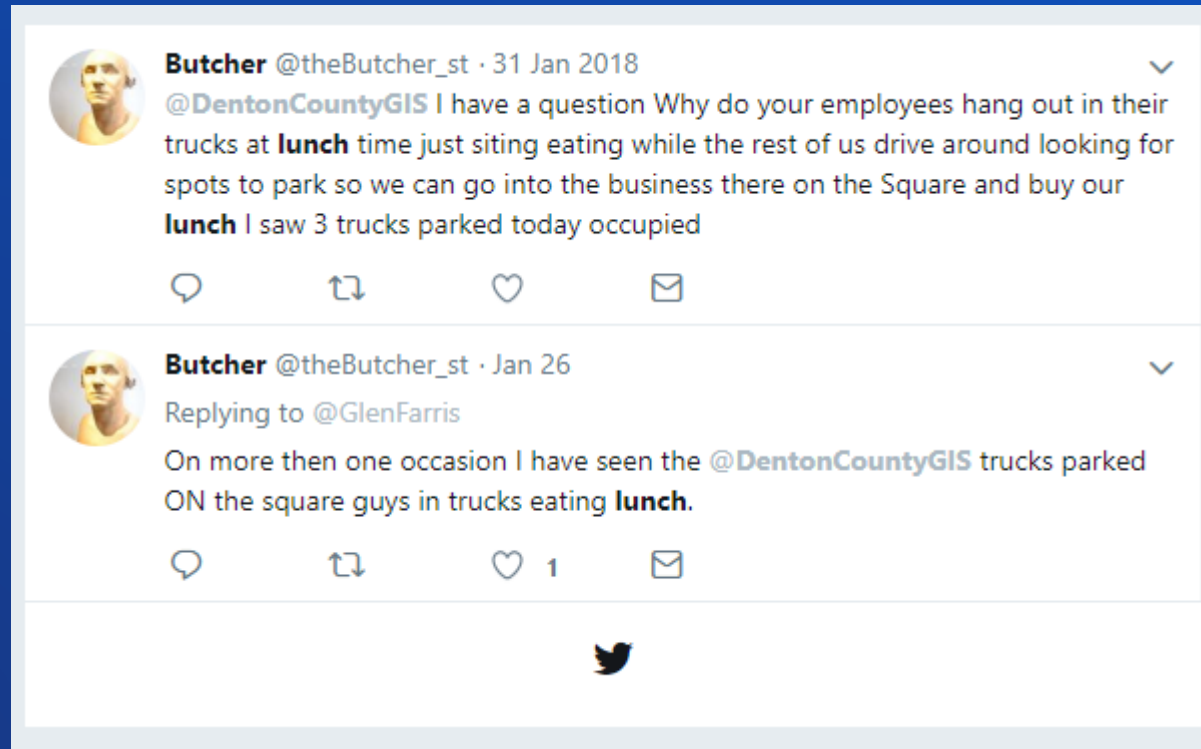 Butcher @theButcher_st · 31 Jan 2018
@DentonCountyGIS I have a question Why do your employees hang out in their
trucks at lunch time just siting eating while the rest of us drive around looking for
spots to park so we can go into the business there on the Square and buy our
lunch I saw 3 trucks parked today occupied
Butcher @theButcher_st · Jan 26
Replying to @GlenFarris
On more then one occasion I have seen the @DentonCountyGIS trucks parked
ON the square guys in trucks eating lunch.
1